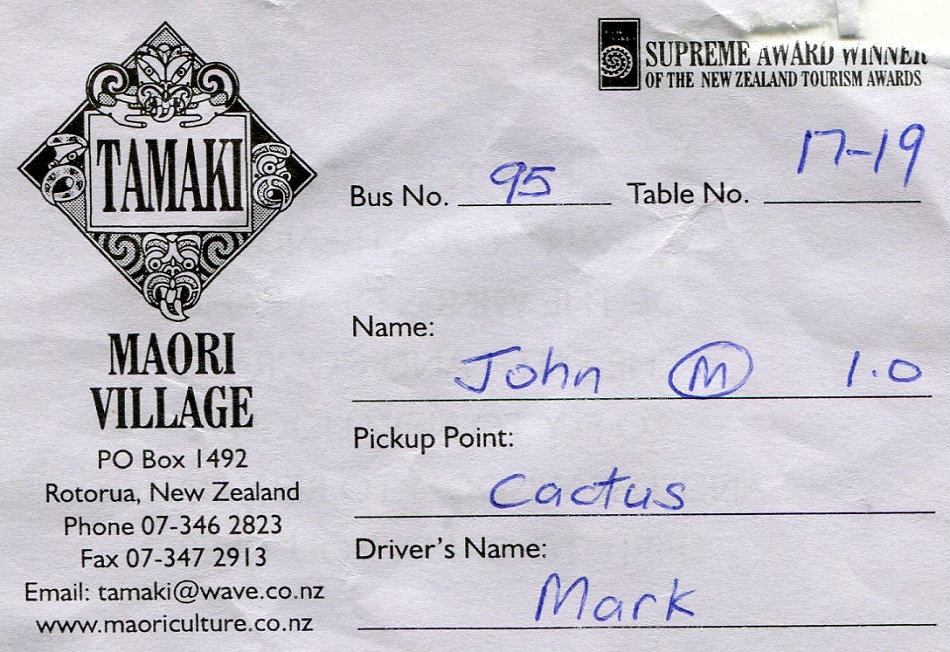 TAMAKI
MAORI
VILLAGE
PO Box 1492
Rotorua, New Zealand
Phone 07-346 2823
Fax 07-347 2913
Email: tamaki@wave.co.nz
www.maoriculture.co.nz
SUPREME AWARD WINNER
OF THE NEW ZEALAND TOURISM AWARDS
Bus No. 95 Table No. 17-19
Name:
John M 1.0
Pickup Point:
Cactus
Driver's Name:
Mark